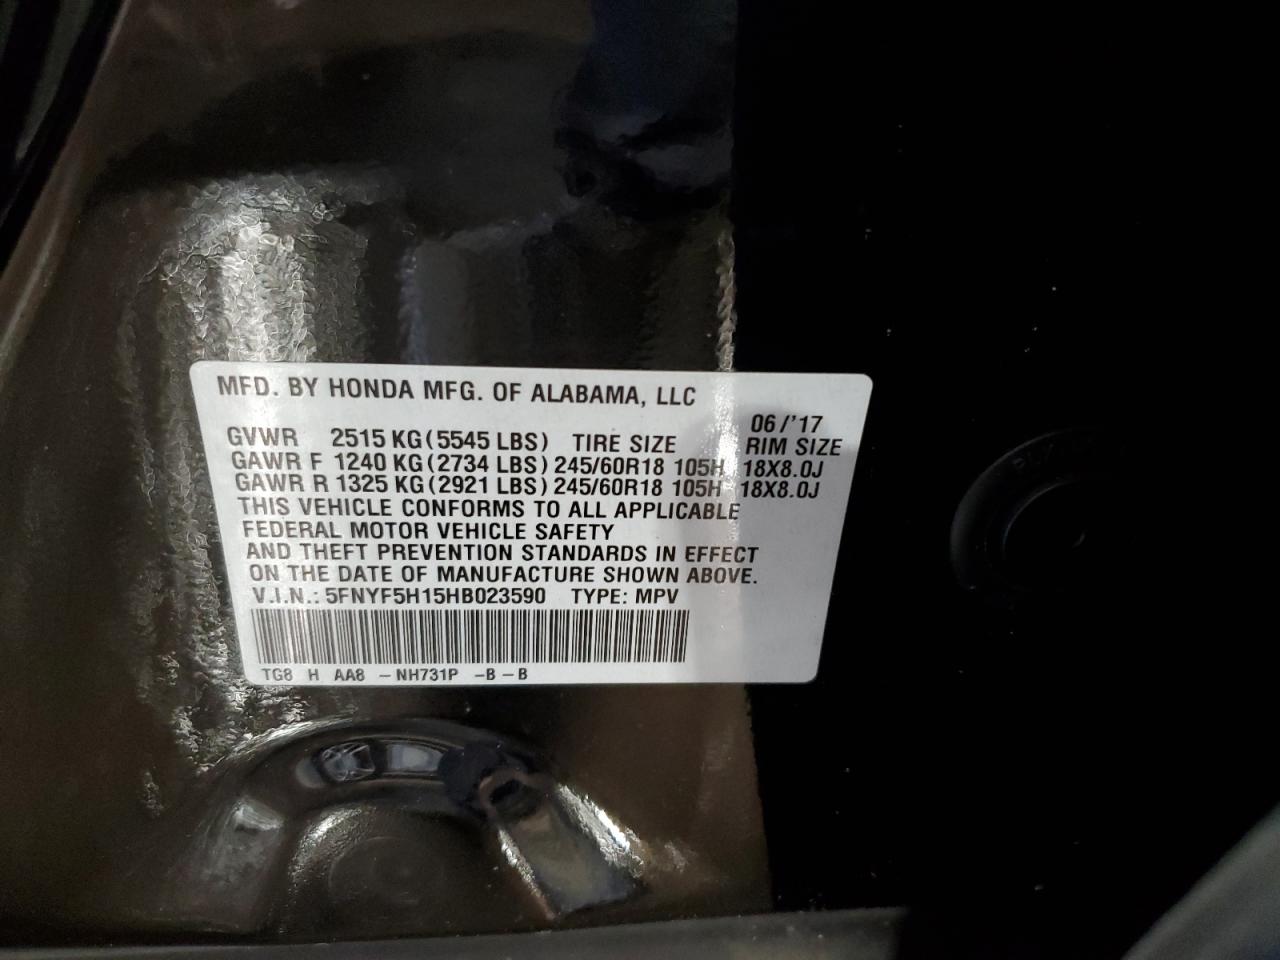 MFD. BY HONDA MFG. OF ALABAMA, LLC
06/'17
GVWR 2515 KG (5545 LBS) TIRE SIZE RIM SIZE
GAWR F 1240 KG (2734 LBS) 245/60R18 105H 18X8.0J
GAWR R 1325 KG (2921 LBS) 245/60R18 105H 18X8.0J
THIS VEHICLE CONFORMS TO ALL APPLICABLE
FEDERAL MOTOR VEHICLE SAFETY
AND THEFT PREVENTION STANDARDS IN EFFECT
ON THE DATE OF MANUFACTURE SHOWN ABOVE.
V.I.N.: 5FNYF5H15HB023590 TYPE: MPV
TG8 H AA8 – NH731P –B – B